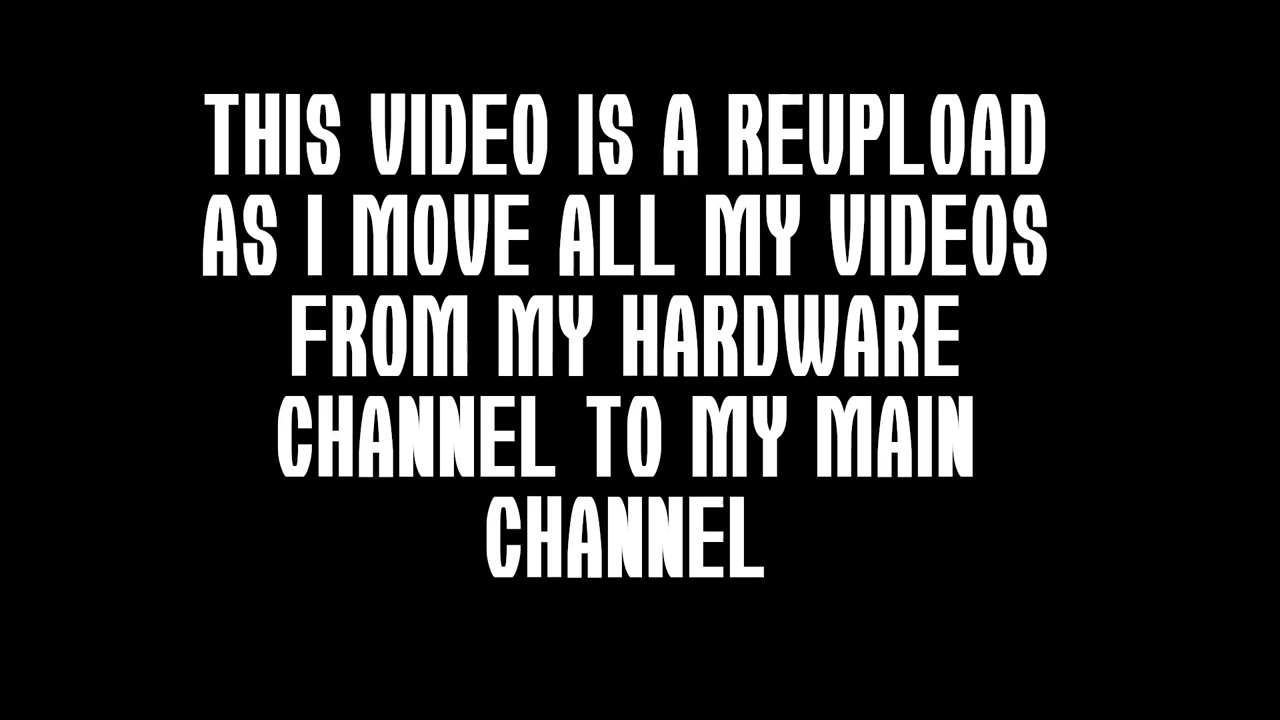 THIS VIDEO IS A REUPLOAD
AS I MOVE ALL MY VIDEOS
FROM MY HARDWARE
CHANNEL TO MY MAIN
CHANNEL